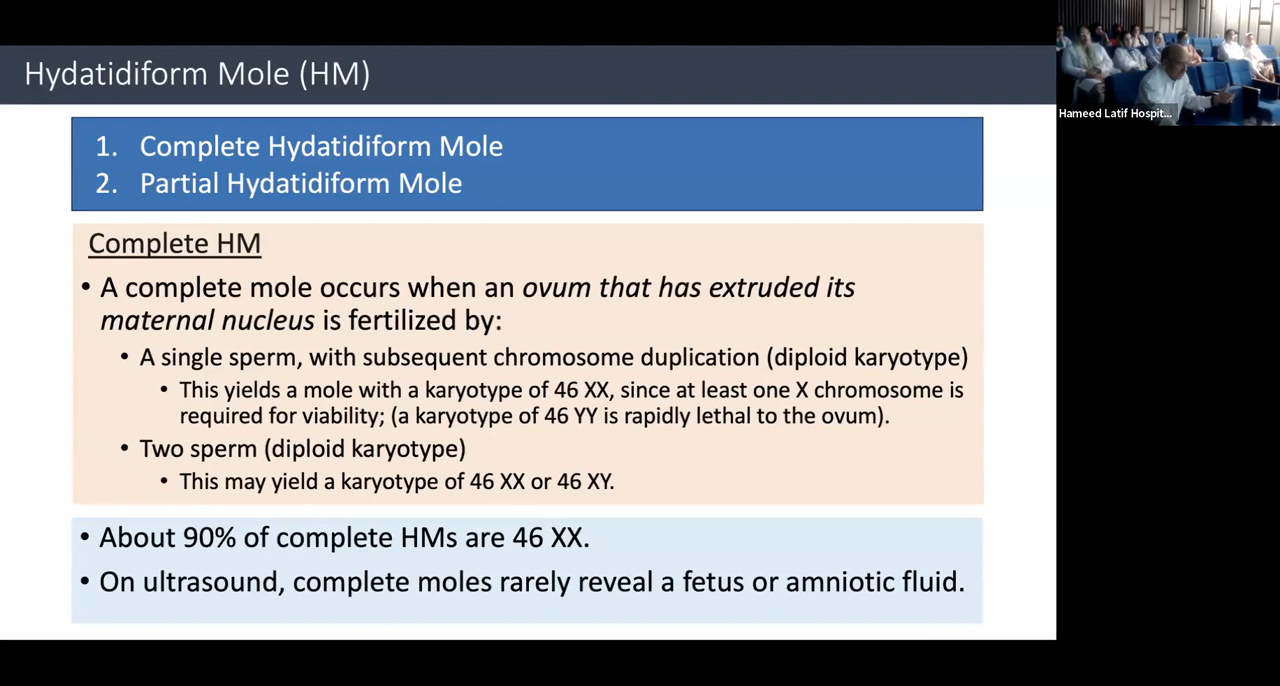 Hydatidiform Mole (HM)
1. Complete Hydatidiform Mole
2. Partial Hydatidiform Mole
Complete HM
• A complete mole occurs when an ovum that has extruded its
maternal nucleus is fertilized by:
• A single sperm, with subsequent chromosome duplication (diploid karyotype)
• This yields a mole with a karyotype of 46 XX, since at least one X chromosome is
required for viability; (a karyotype of 46 YY is rapidly lethal to the ovum).
• Two sperm (diploid karyotype)
• This may yield a karyotype of 46 XX or 46 XY.
• About 90% of complete HMs are 46 XX.
• On ultrasound, complete moles rarely reveal a fetus or amniotic fluid.
Hameed Latif Hospit...